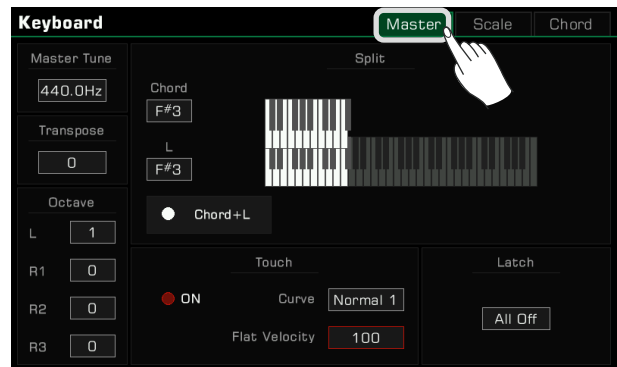 Keyboard
Master
Scale
Chord
Master Tune
440.0Hz
Transpose
0
Octave
L 1
R1 0
R2 0
R3 0
Split
Chord
F#3
L
F#3
Chord+L
Touch
ON
Curve Normal 1
Flat Velocity 100
Latch
All Off